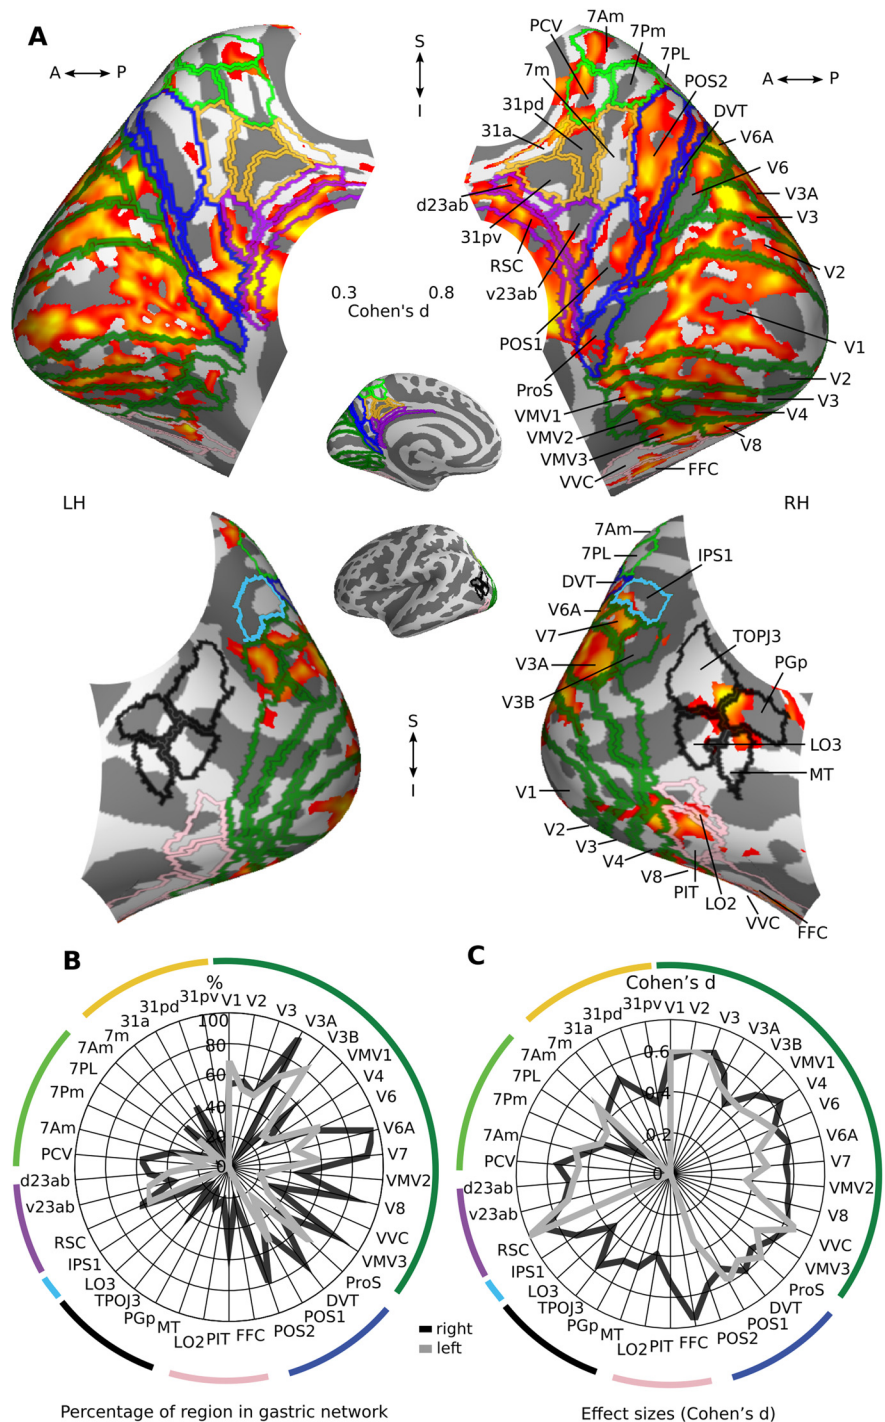 A
A P
S
I
PCV
7Am
7Pm
7PL
7m
POS2
A P
31pd
DVT
31a
V6A
V6
d23ab
V3A
V3
31pv
RSC
V2
v23ab
0.3 0.8
Cohen's d
POS1
V1
ProS
V2
VMV1
V3
V4
VMV2
V8
VMV3
VVC
FFC
LH
RH
7Am
7PL
IPS1
DVT
V6A
V7
TOPJ3
V3A
PGp
V3B
S
I
LO3
MT
V1
V2
V3
V4
V8
PIT
LO2
VVC
FFC
B
%
100
80
60
40
20
0
V1
V2
V3
V3A
V3B
VMV1
V4
V6
V6A
V7
VMV2
V8
VVC
VMV3
ProS
DVT
POS1
POS2
FFC
PIT
LO2
MT
PGp
TPOJ3
LO3
IPS1
RSC
v23ab
d23ab
PCV
7Am
7Pm
7PL
7Am
7m
31a
31pd
31pv
right
left
Percentage of region in gastric network
C
Cohen's d
0.6
0.4
0.2
0
V1
V2
V3
V3A
V3B
VMV1
V4
V6
V6A
V7
VMV2
V8
VVC
VMV3
ProS
DVT
POS1
POS2
FFC
PIT
LO2
MT
PGp
TPOJ3
LO3
IPS1
RSC
v23ab
d23ab
PCV
7Am
7Pm
7PL
7Am
7m
31a
31pd
31pv
Effect sizes (Cohen's d)